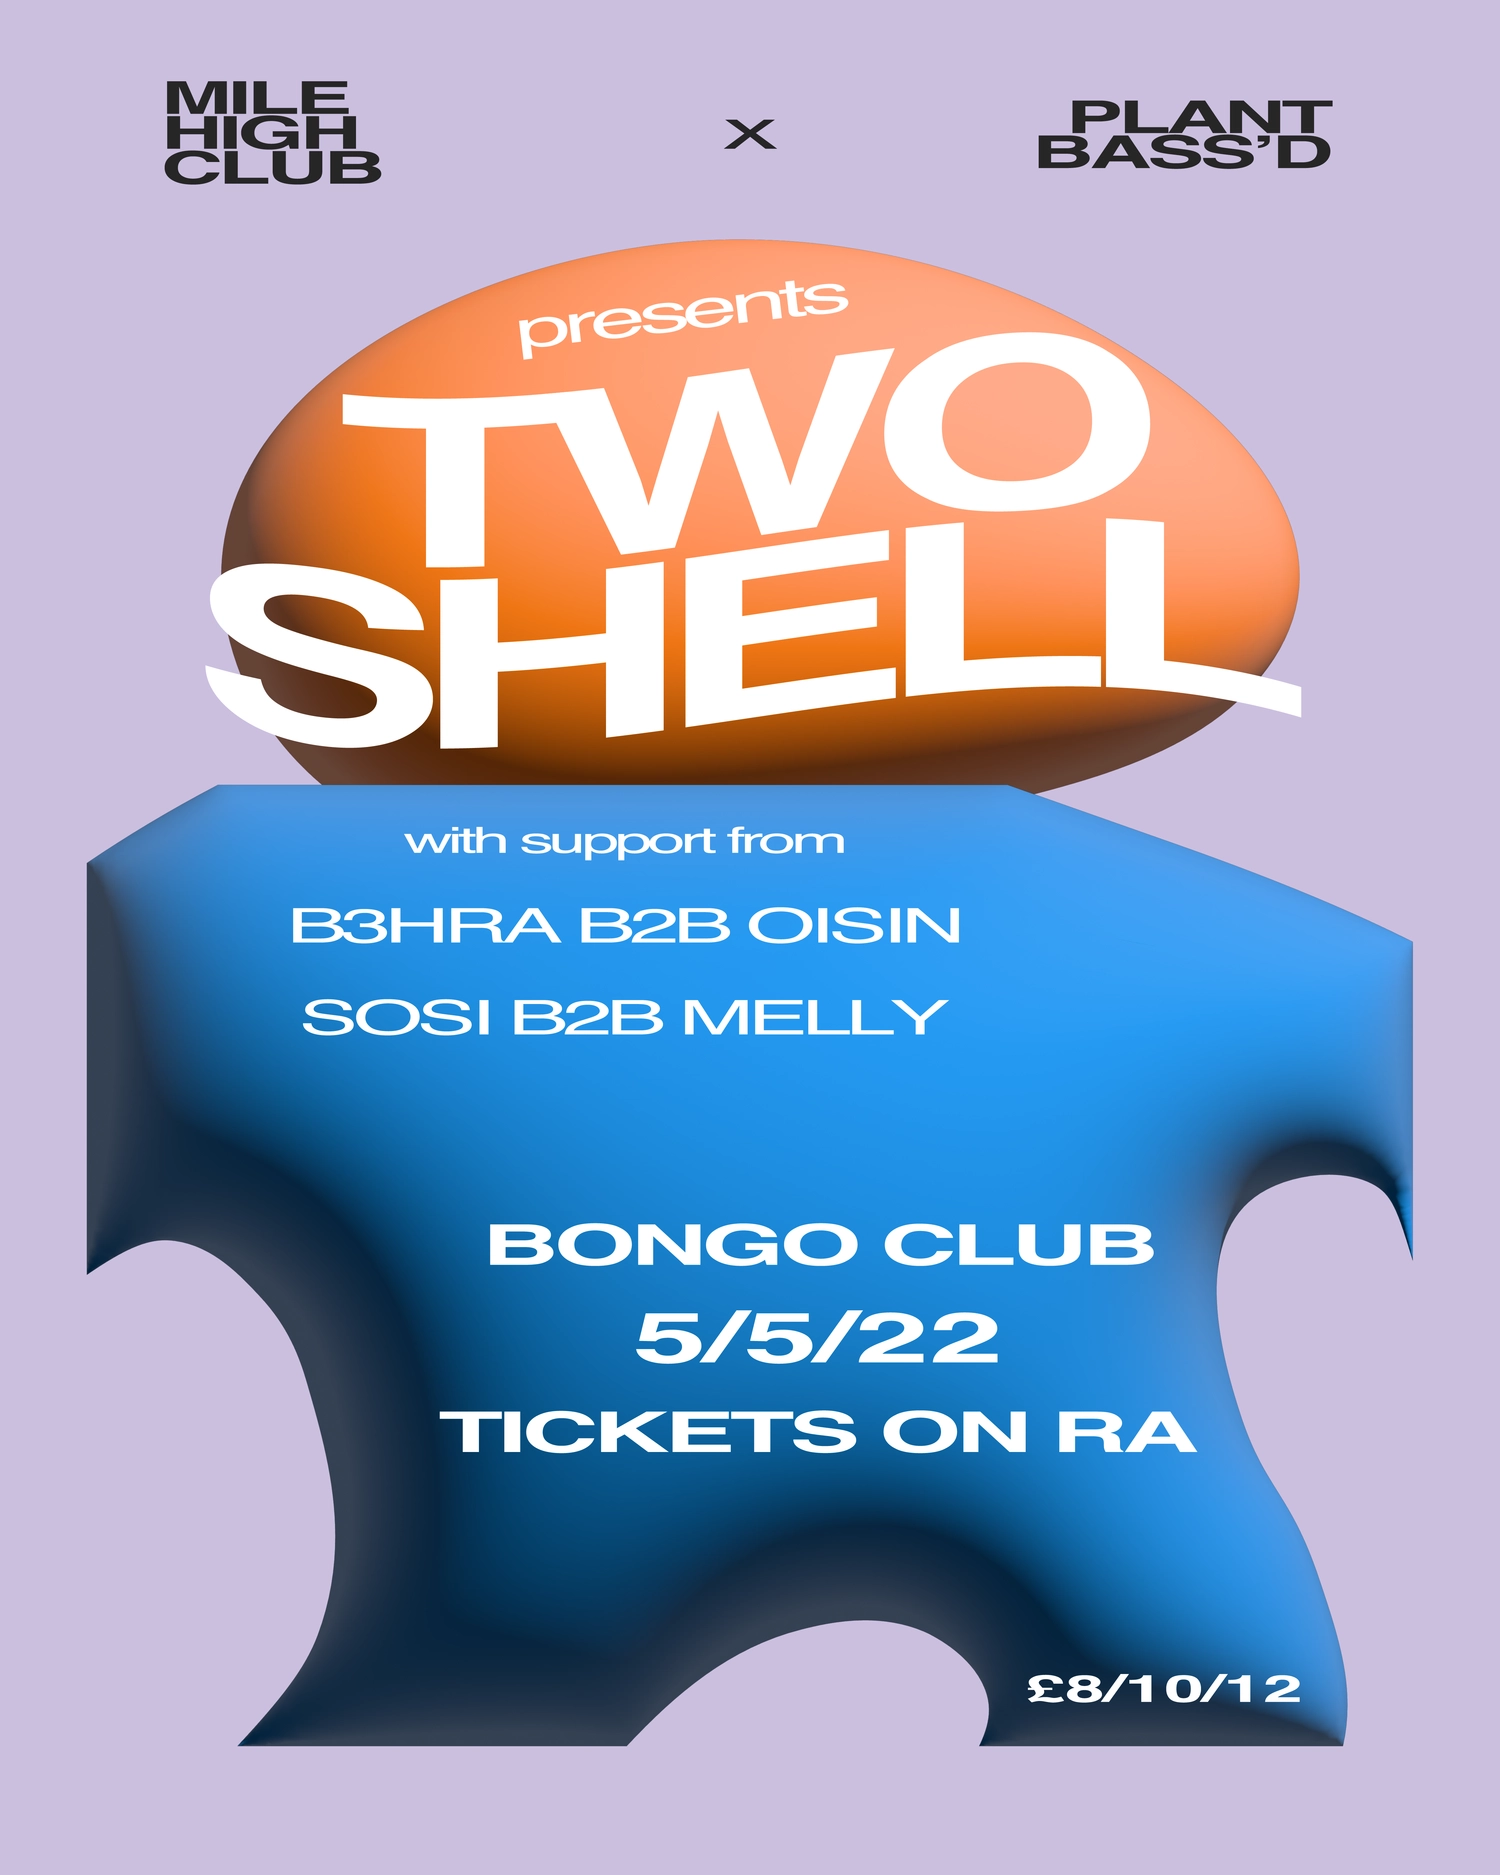 MILE
HIGH
CLUB
X
PLANT
BASS'D
presents
TWO
SHELL
with support from
B3HRA B2B OISIN
SOSI B2B MELLY
BONGO CLUB
5/5/22
TICKETS ON RA
£8/10/12